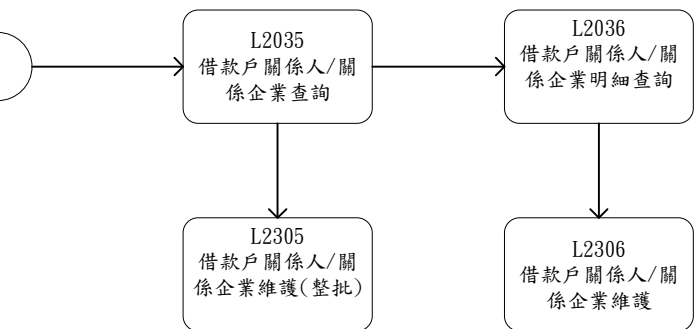 L2035
借款戶關係人/關
係企業查詢
L2036
借款戶關係人/關
係企業明細查詢
L2305
借款戶關係人/關
係企業維護(整批)
L2306
借款戶關係人/關
係企業維護